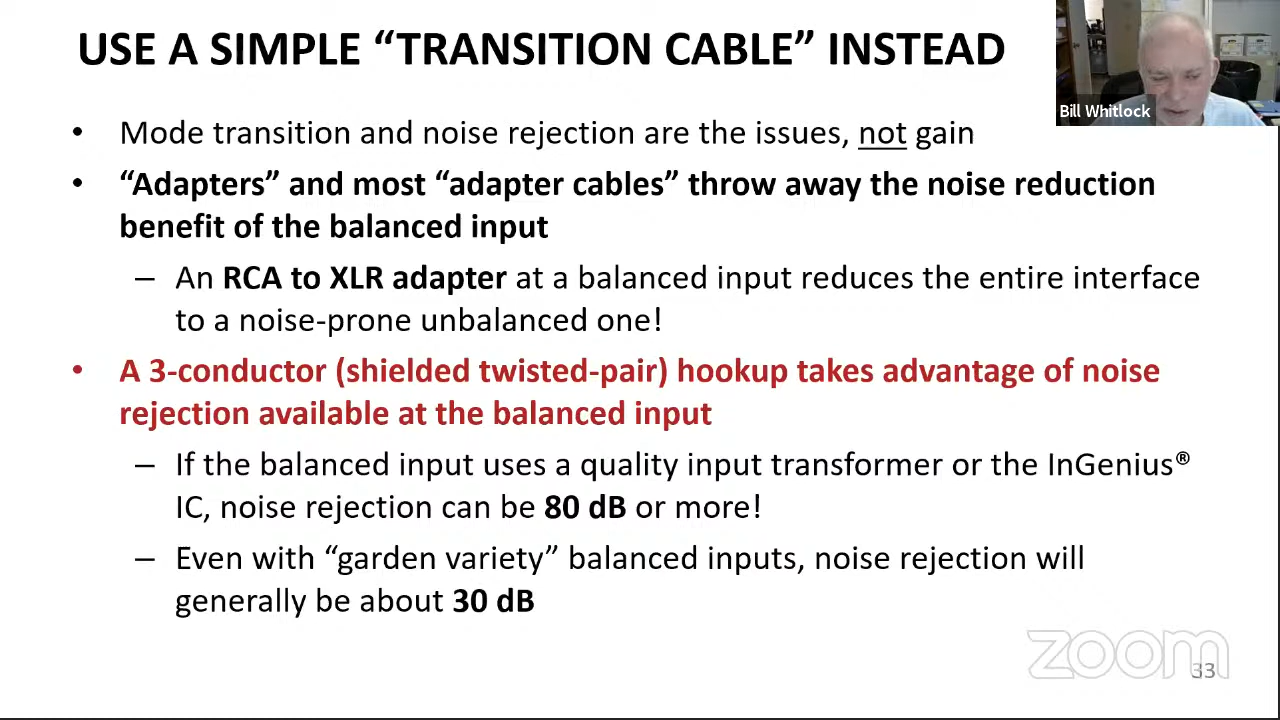 USE A SIMPLE “TRANSITION CABLE” INSTEAD
Bill Whitlock
• Mode transition and noise rejection are the issues, not gain
• “Adapters” and most “adapter cables” throw away the noise reduction
benefit of the balanced input
– An RCA to XLR adapter at a balanced input reduces the entire interface
to a noise-prone unbalanced one!
• A 3-conductor (shielded twisted-pair) hookup takes advantage of noise
rejection available at the balanced input
– If the balanced input uses a quality input transformer or the InGenius®
IC, noise rejection can be 80 dB or more!
– Even with “garden variety” balanced inputs, noise rejection will
generally be about 30 dB
zoom
33